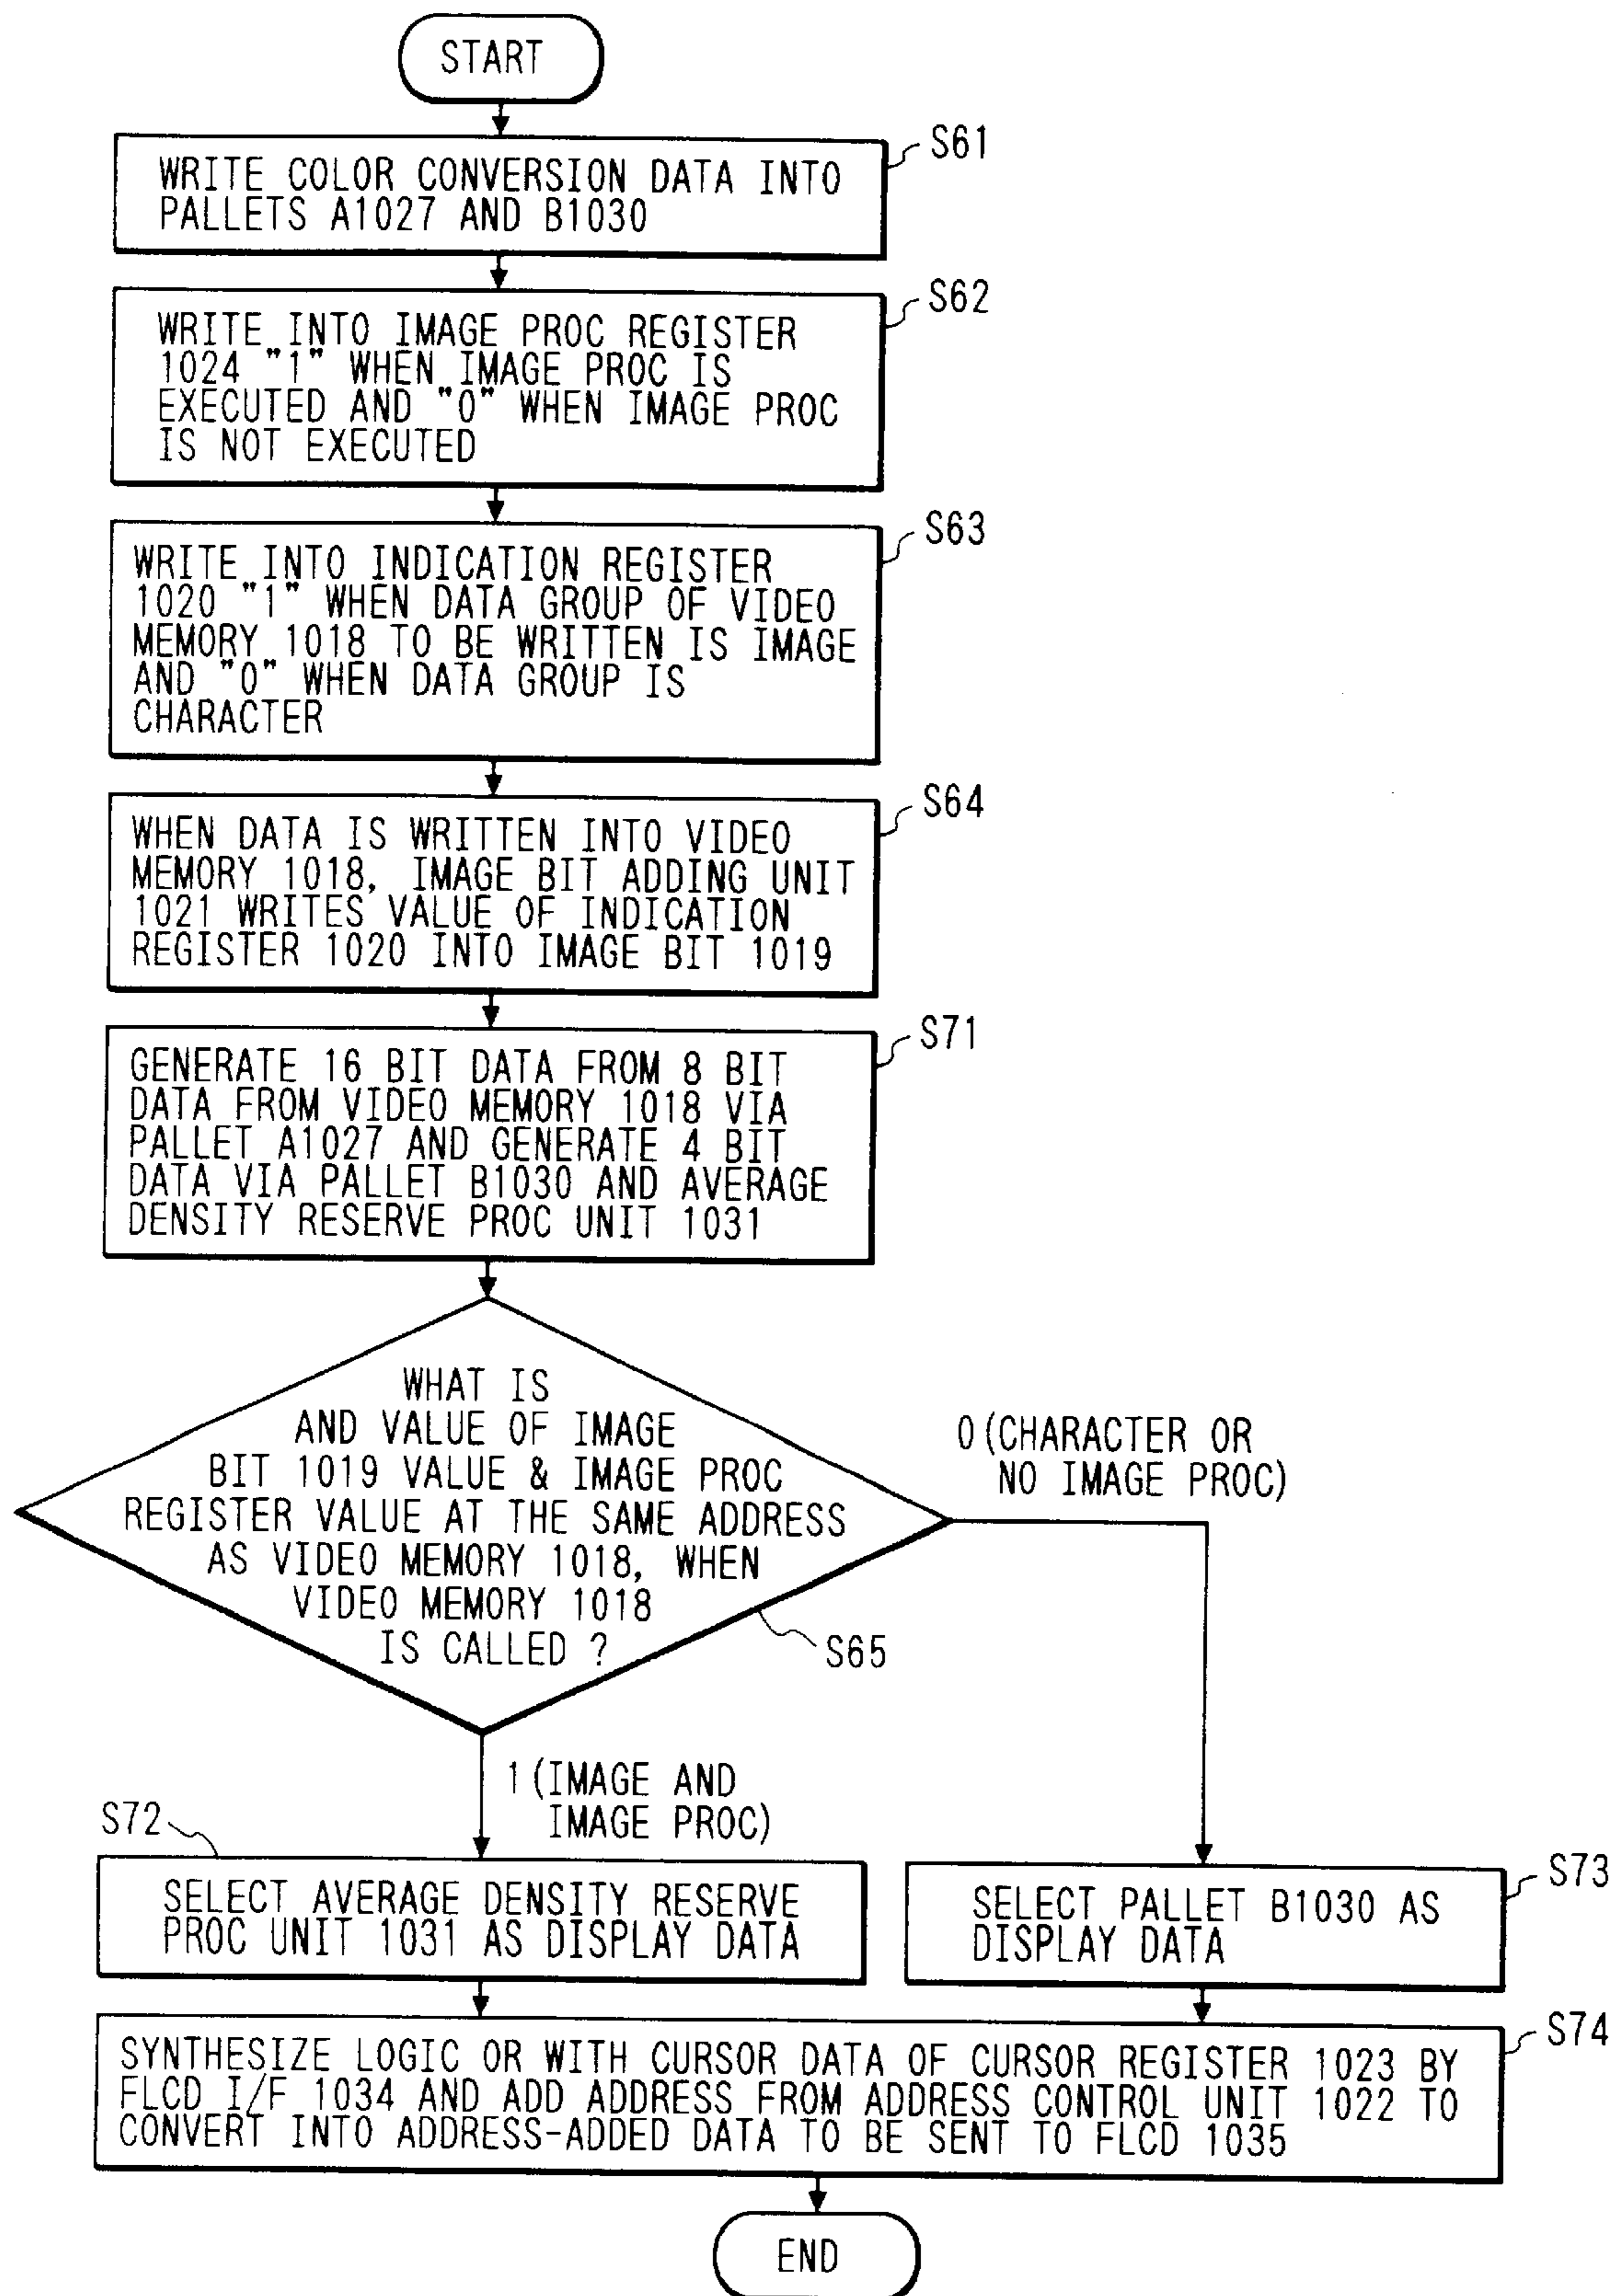 START
S61
WRITE COLOR CONVERSION DATA INTO
PALLETS A1027 AND B1030
S62
WRITE INTO IMAGE PROC REGISTER
1024 "1" WHEN IMAGE PROC IS
EXECUTED AND "0" WHEN IMAGE PROC
IS NOT EXECUTED
S63
WRITE INTO INDICATION REGISTER
1020 "1" WHEN DATA GROUP OF VIDEO
MEMORY 1018 TO BE WRITTEN IS IMAGE
AND "0" WHEN DATA GROUP IS
CHARACTER
S64
WHEN DATA IS WRITTEN INTO VIDEO
MEMORY 1018, IMAGE BIT ADDING UNIT
1021 WRITES VALUE OF INDICATION
REGISTER 1020 INTO IMAGE BIT 1019
S71
GENERATE 16 BIT DATA FROM 8 BIT
DATA FROM VIDEO MEMORY 1018 VIA
PALLET A1027 AND GENERATE 4 BIT
DATA VIA PALLET B1030 AND AVERAGE
DENSITY RESERVE PROC UNIT 1031
WHAT IS
AND VALUE OF IMAGE
BIT 1019 VALUE & IMAGE PROC
REGISTER VALUE AT THE SAME ADDRESS
AS VIDEO MEMORY 1018, WHEN
VIDEO MEMORY 1018
IS CALLED ?
S65
0 (CHARACTER OR
NO IMAGE PROC)
1 (IMAGE AND
IMAGE PROC)
S72
SELECT AVERAGE DENSITY RESERVE
PROC UNIT 1031 AS DISPLAY DATA
S73
SELECT PALLET B1030 AS
DISPLAY DATA
S74
SYNTHESIZE LOGIC OR WITH CURSOR DATA OF CURSOR REGISTER 1023 BY
FLCD I/F 1034 AND ADD ADDRESS FROM ADDRESS CONTROL UNIT 1022 TO
CONVERT INTO ADDRESS-ADDED DATA TO BE SENT TO FLCD 1035
END